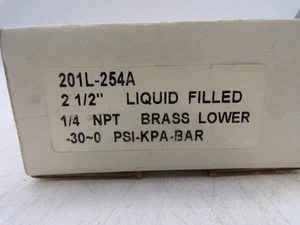 201L-254A
2 1/2" LIQUID FILLED
1/4 NPT BRASS LOWER
-30~0 PSI-KPA-BAR